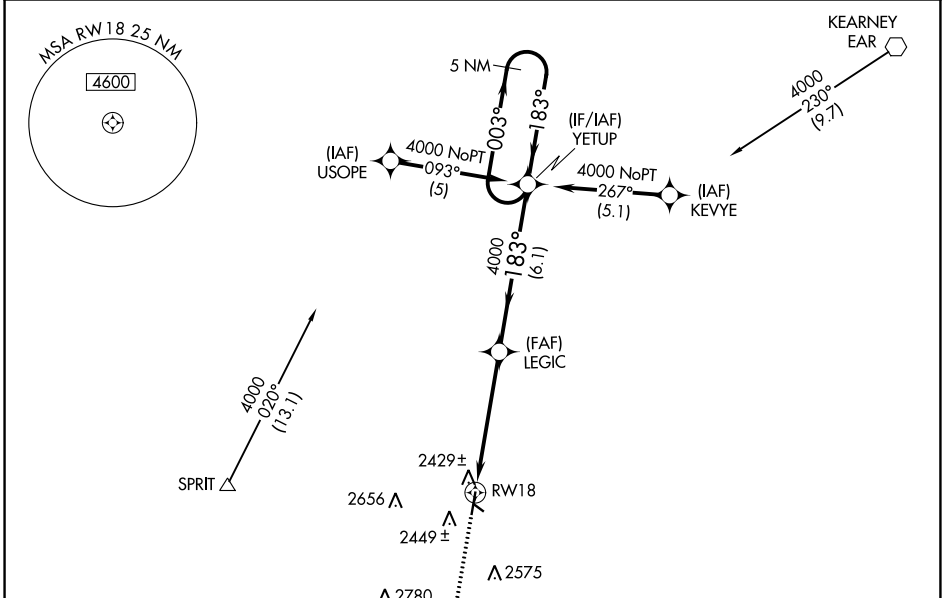 MSA RW 18 25 NM
4600
KEARNEY
EAR
4000
230°
(9.7)
5 NM
003°
183°
(IF/IAF)
YETUP
(IAF)
USOPE
4000 NoPT
093°
(5)
4000 NoPT
267°
(5.1)
(IAF)
KEVYE
4000
183°
(6.1)
(FAF)
LEGIC
4000
020°
(13.1)
SPRIT
2429±
RW18
2656
2449±
2575
2780